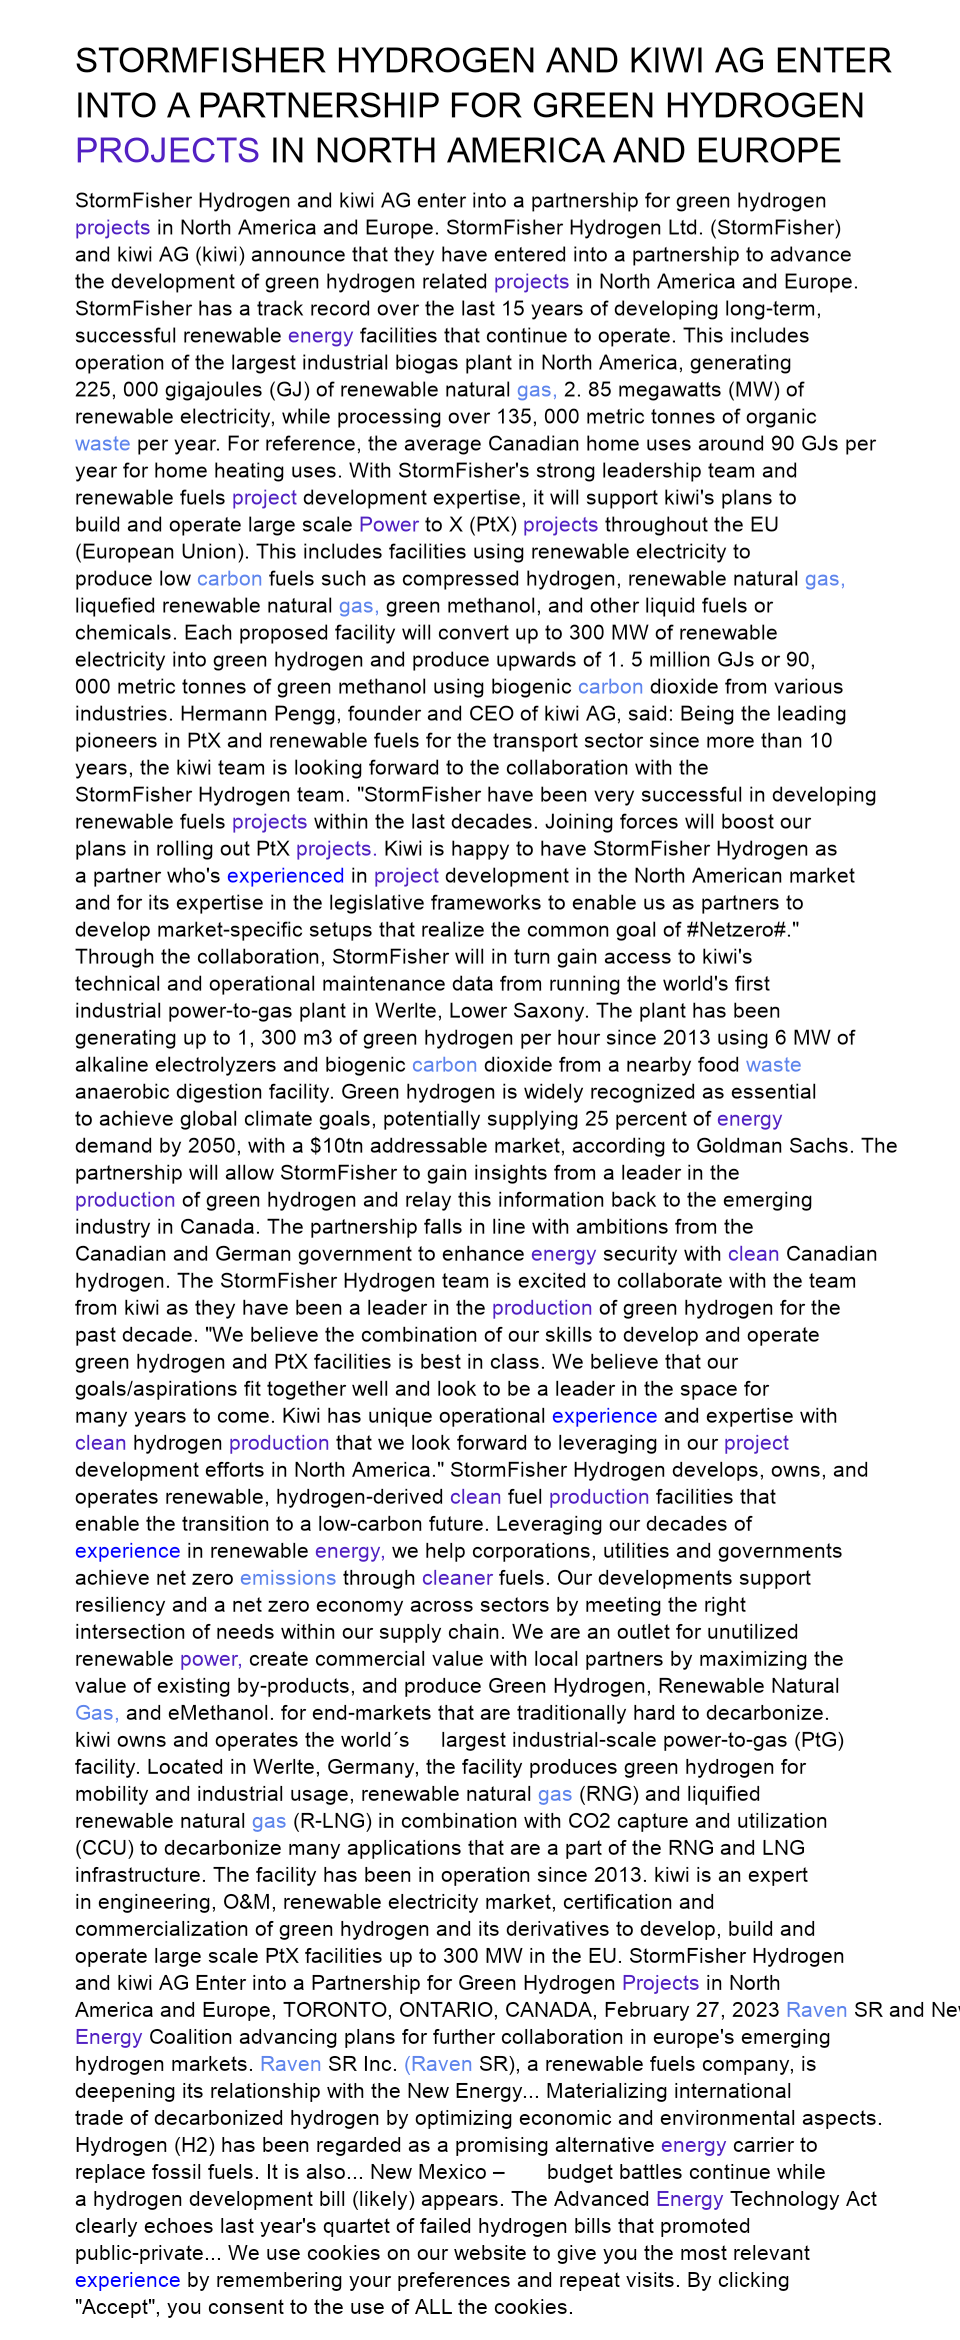 STORMFISHER HYDROGEN AND KIWI AG ENTER
INTO A PARTNERSHIP FOR GREEN HYDROGEN
PROJECTS IN NORTH AMERICA AND EUROPE
StormFisher Hydrogen and kiwi AG enter into a partnership for green hydrogen
projects in North America and Europe. StormFisher Hydrogen Ltd. (StormFisher)
and kiwi AG (kiwi) announce that they have entered into a partnership to advance
the development of green hydrogen related projects in North America and Europe.
StormFisher has a track record over the last 15 years of developing long-term,
successful renewable energy facilities that continue to operate. This includes
operation of the largest industrial biogas plant in North America, generating
225, 000 gigajoules (GJ) of renewable natural gas, 2. 85 megawatts (MW) of
renewable electricity, while processing over 135, 000 metric tonnes of organic
waste per year. For reference, the average Canadian home uses around 90 GJs per
year for home heating uses. With StormFisher's strong leadership team and
renewable fuels project development expertise, it will support kiwi's plans to
build and operate large scale Power to X (PtX) projects throughout the EU
(European Union). This includes facilities using renewable electricity to
produce low carbon fuels such as compressed hydrogen, renewable natural gas,
liquefied renewable natural gas, green methanol, and other liquid fuels or
chemicals. Each proposed facility will convert up to 300 MW of renewable
electricity into green hydrogen and produce upwards of 1. 5 million GJs or 90,
000 metric tonnes of green methanol using biogenic carbon dioxide from various
industries. Hermann Pengg, founder and CEO of kiwi AG, said: Being the leading
pioneers in PtX and renewable fuels for the transport sector since more than 10
years, the kiwi team is looking forward to the collaboration with the
StormFisher Hydrogen team. "StormFisher have been very successful in developing
renewable fuels projects within the last decades. Joining forces will boost our
plans in rolling out PtX projects. Kiwi is happy to have StormFisher Hydrogen as
a partner who's experienced in project development in the North American market
and for its expertise in the legislative frameworks to enable us as partners to
develop market-specific setups that realize the common goal of #Netzero#."
Through the collaboration, StormFisher will in turn gain access to kiwi's
technical and operational maintenance data from running the world's first
industrial power-to-gas plant in Werlte, Lower Saxony. The plant has been
generating up to 1, 300 m3 of green hydrogen per hour since 2013 using 6 MW of
alkaline electrolyzers and biogenic carbon dioxide from a nearby food waste
anaerobic digestion facility. Green hydrogen is widely recognized as essential
to achieve global climate goals, potentially supplying 25 percent of energy
demand by 2050, with a $10tn addressable market, according to Goldman Sachs. The
partnership will allow StormFisher to gain insights from a leader in the
production of green hydrogen and relay this information back to the emerging
industry in Canada. The partnership falls in line with ambitions from the
Canadian and German government to enhance energy security with clean Canadian
hydrogen. The StormFisher Hydrogen team is excited to collaborate with the team
from kiwi as they have been a leader in the production of green hydrogen for the
past decade. "We believe the combination of our skills to develop and operate
green hydrogen and PtX facilities is best in class. We believe that our
goals/aspirations fit together well and look to be a leader in the space for
many years to come. Kiwi has unique operational experience and expertise with
clean hydrogen production that we look forward to leveraging in our project
development efforts in North America." StormFisher Hydrogen develops, owns, and
operates renewable, hydrogen-derived clean fuel production facilities that
enable the transition to a low-carbon future. Leveraging our decades of
experience in renewable energy, we help corporations, utilities and governments
achieve net zero emissions through cleaner fuels. Our developments support
resiliency and a net zero economy across sectors by meeting the right
intersection of needs within our supply chain. We are an outlet for unutilized
renewable power, create commercial value with local partners by maximizing the
value of existing by-products, and produce Green Hydrogen, Renewable Natural
Gas, and eMethanol. for end-markets that are traditionally hard to decarbonize.
kiwi owns and operates the world´s largest industrial-scale power-to-gas (PtG)
facility. Located in Werlte, Germany, the facility produces green hydrogen for
mobility and industrial usage, renewable natural gas (RNG) and liquified
renewable natural gas (R-LNG) in combination with CO2 capture and utilization
(CCU) to decarbonize many applications that are a part of the RNG and LNG
infrastructure. The facility has been in operation since 2013. kiwi is an expert
in engineering, O&M, renewable electricity market, certification and
commercialization of green hydrogen and its derivatives to develop, build and
operate large scale PtX facilities up to 300 MW in the EU. StormFisher Hydrogen
and kiwi AG Enter into a Partnership for Green Hydrogen Projects in North
America and Europe, TORONTO, ONTARIO, CANADA, February 27, 2023 Raven SR and
Energy Coalition advancing plans for further collaboration in europe's emerging
hydrogen markets. Raven SR Inc. (Raven SR), a renewable fuels company, is
deepening its relationship with the New Energy... Materializing international
trade of decarbonized hydrogen by optimizing economic and environmental aspects.
Hydrogen (H2) has been regarded as a promising alternative energy carrier to
replace fossil fuels. It is also... New Mexico – budget battles continue while
a hydrogen development bill (likely) appears. The Advanced Energy Technology Act
clearly echoes last year's quartet of failed hydrogen bills that promoted
public-private... We use cookies on our website to give you the most relevant
experience by remembering your preferences and repeat visits. By clicking
"Accept", you consent to the use of ALL the cookies.